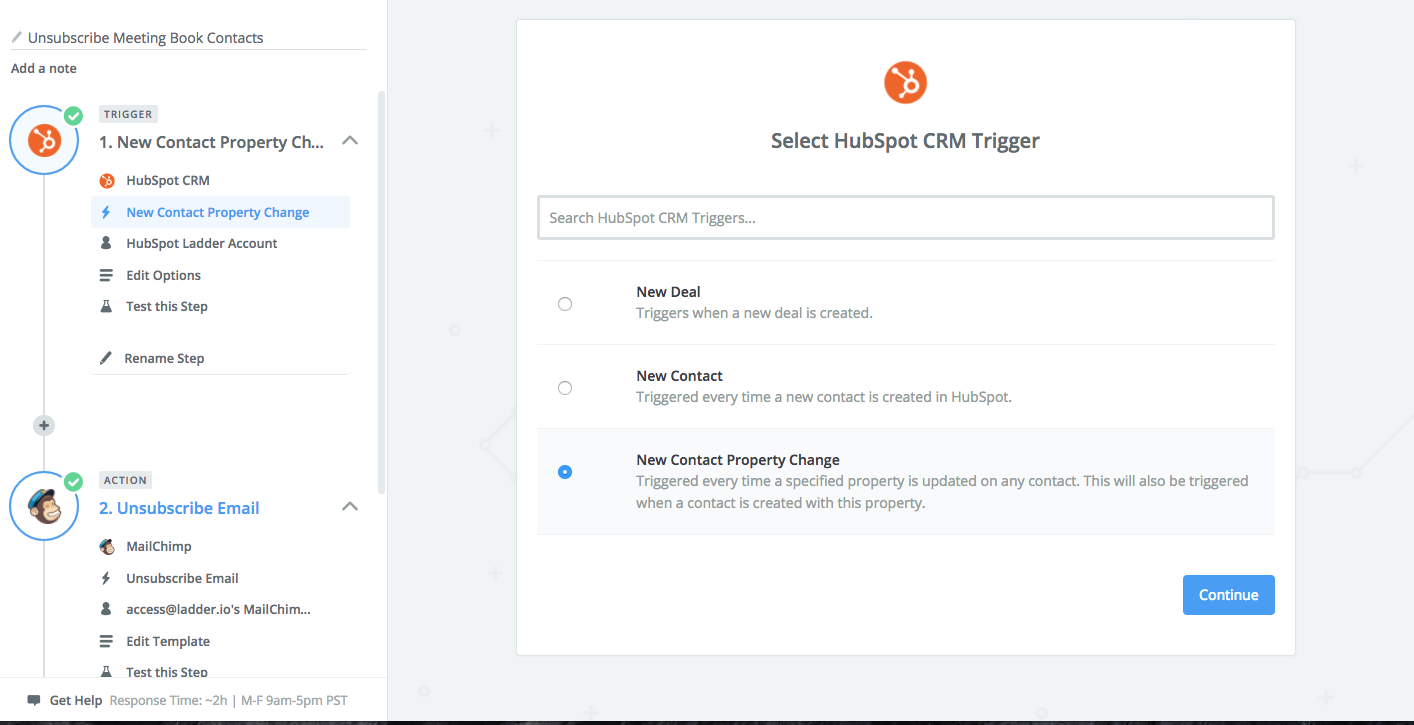 Unsubscribe Meeting Book Contacts
Add a note
TRIGGER
1. New Contact Property Ch...
HubSpot CRM
New Contact Property Change
HubSpot Ladder Account
Edit Options
Test this Step
Rename Step
ACTION
2. Unsubscribe Email
MailChimp
Unsubscribe Email
access@ladder.io's MailChim...
Edit Template
Test this Step
Get Help Response Time: ~2h | M-F 9am-5pm PST
Select HubSpot CRM Trigger
Search HubSpot CRM Triggers...
New Deal
Triggers when a new deal is created.
New Contact
Triggered every time a new contact is created in HubSpot.
New Contact Property Change
Triggered every time a specified property is updated on any contact. This will also be triggered
when a contact is created with this property.
Continue